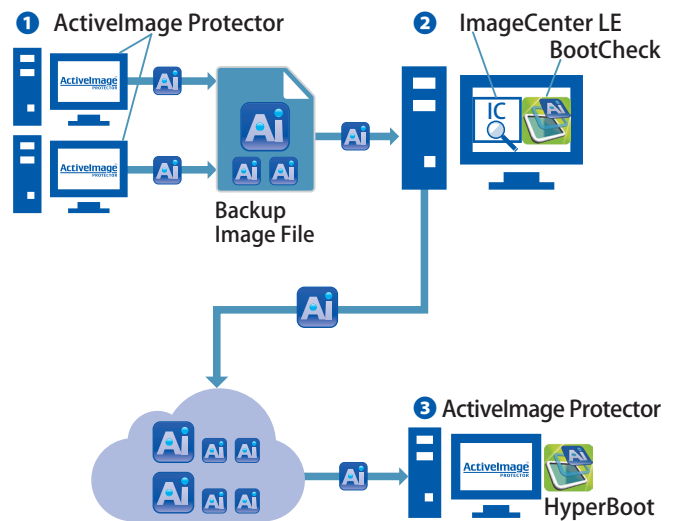 1 ActiveImage Protector
2 ImageCenter LE
BootCheck
ActiveImage
PROTECTOR
Ai
IC
Ai
Ai
Ai
Ai
Ai
ActiveImage
PROTECTOR
Ai
Ai
Backup
Image File
Ai
3 ActiveImage Protector
Ai
Ai
Ai
Ai
Ai
Ai
Ai
ActiveImage
PROTECTOR
Ai
HyperBoot